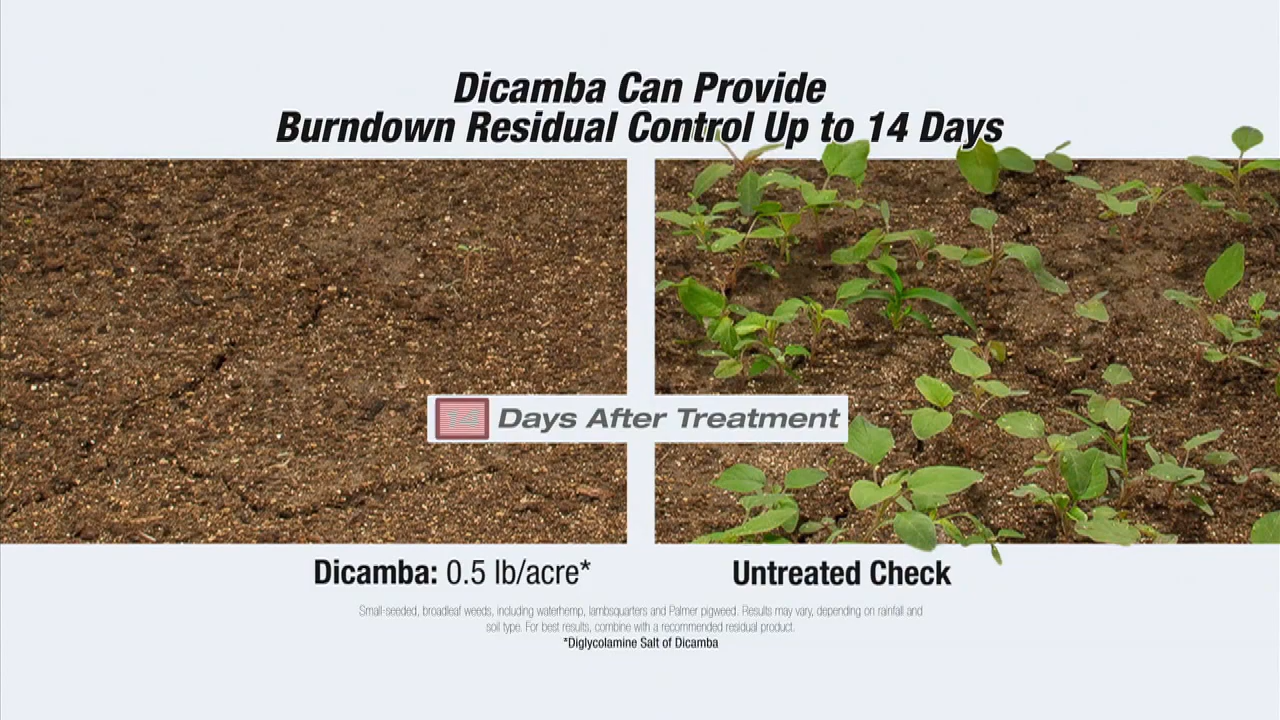 Dicamba Can Provide
Burndown Residual Control Up to 14 Days
14 Days After Treatment
Dicamba: 0.5 lb/acre*
Untreated Check
Small-seeded, broadleaf weeds, including waterhemp, lambsquarters and Palmer pigweed. Results may vary, depending on rainfall and
soil type. For best results, combine with a recommended residual product.
*Diglycolamine Salt of Dicamba